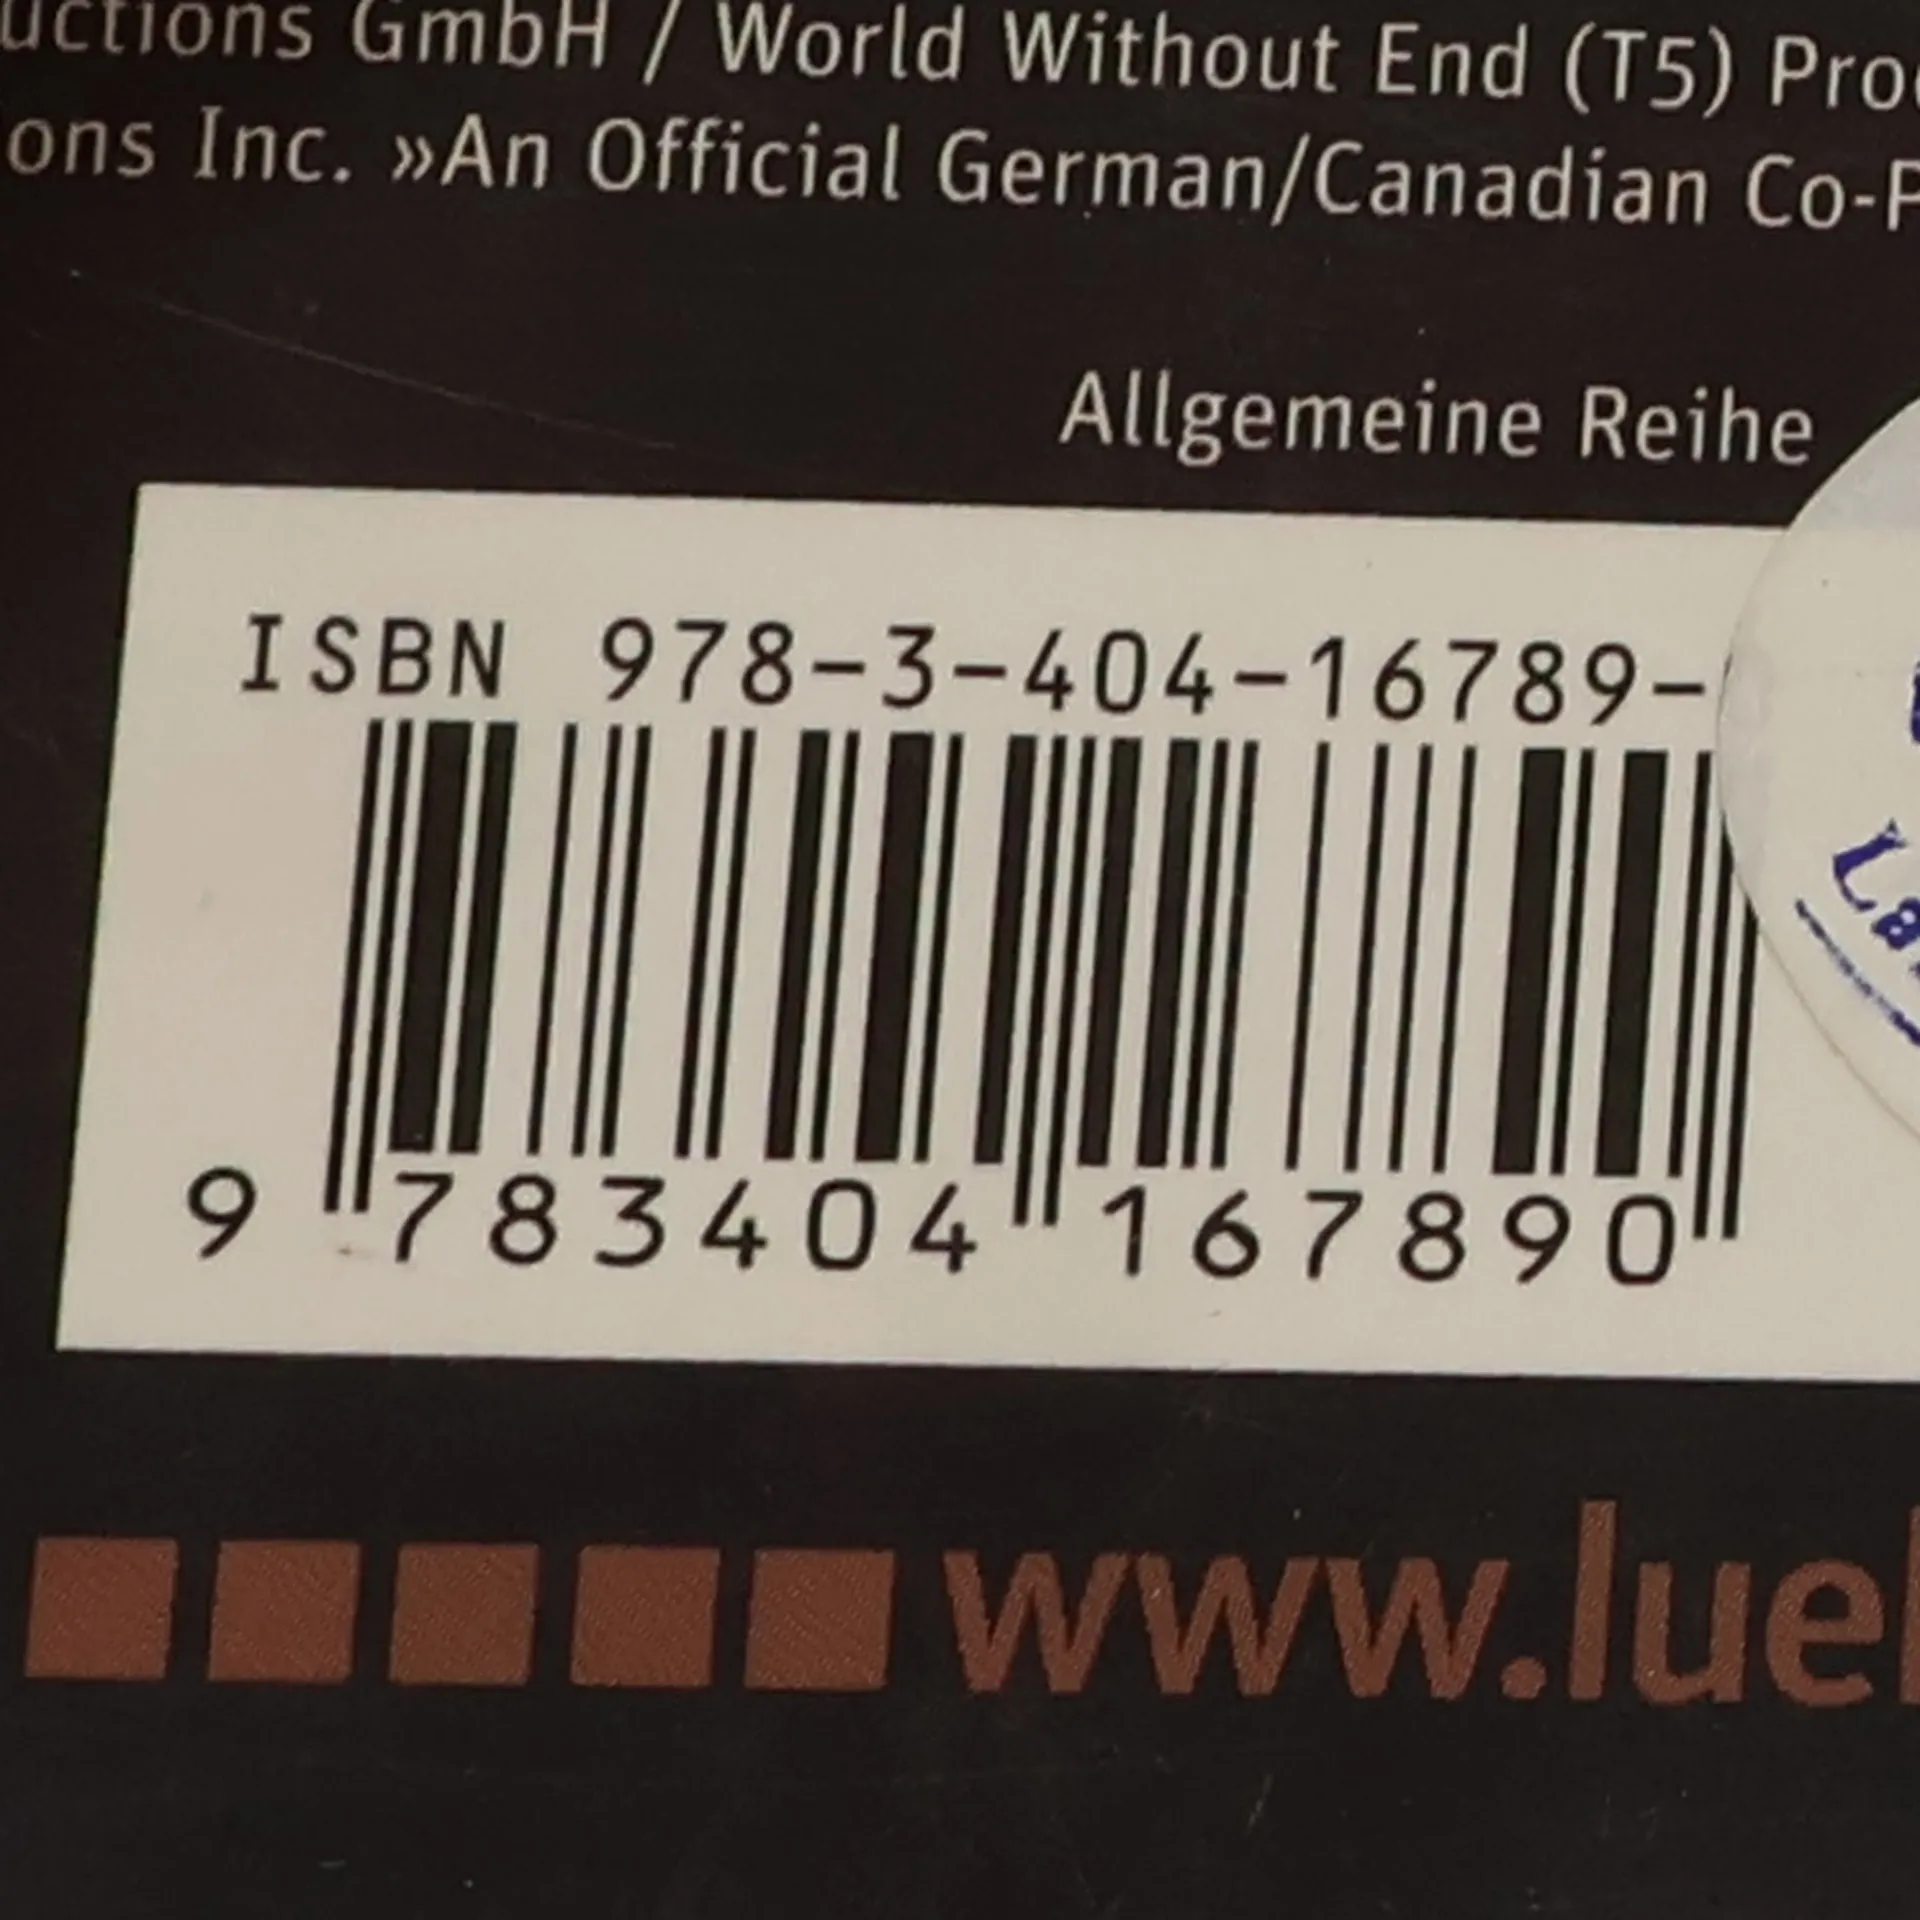 uctions GmbH / World Without End (T5) Pro
ons Inc. »An Official German/Canadian Co-P
Allgemeine Reihe
ISBN 978-3-404-16789-
9 783404 167890
www.lue